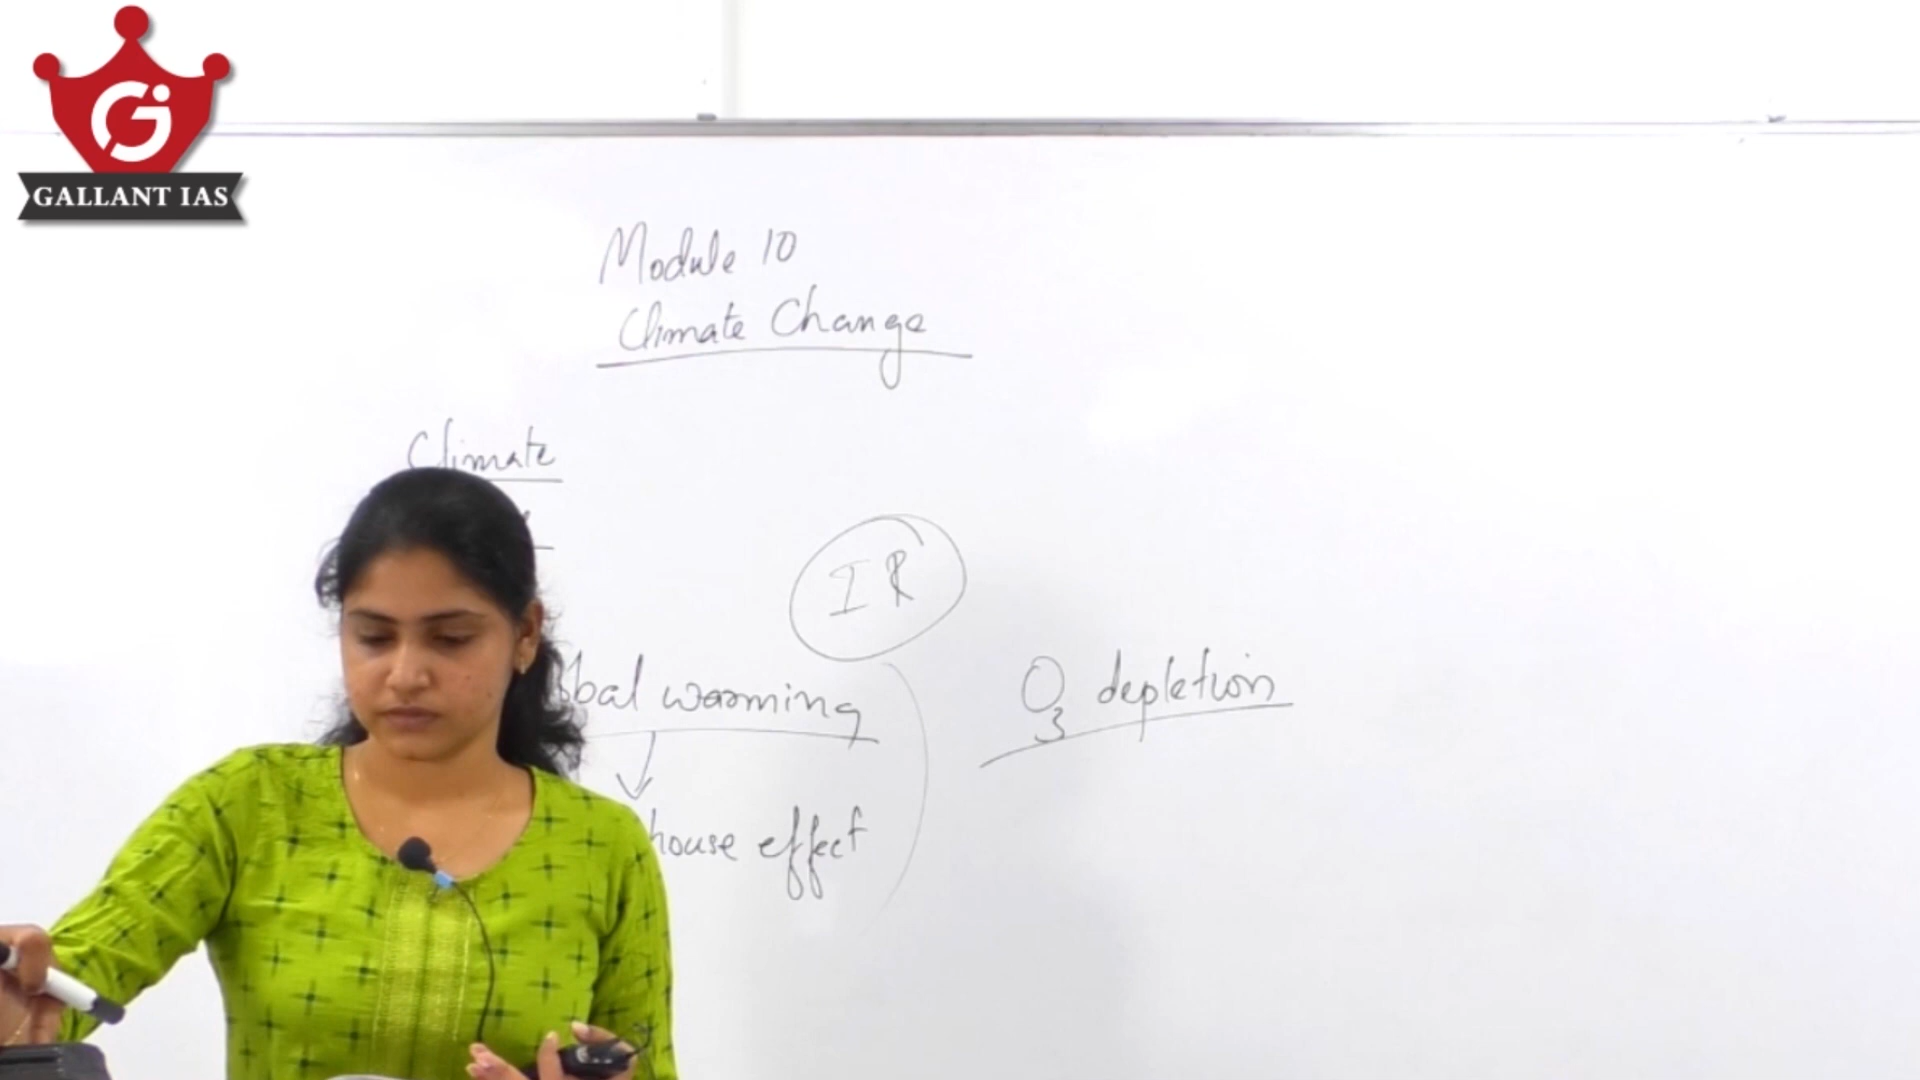 GALLANT IAS
Module 10
Climate Change
Climate
IR
bal warming
O3 depletion
house effect